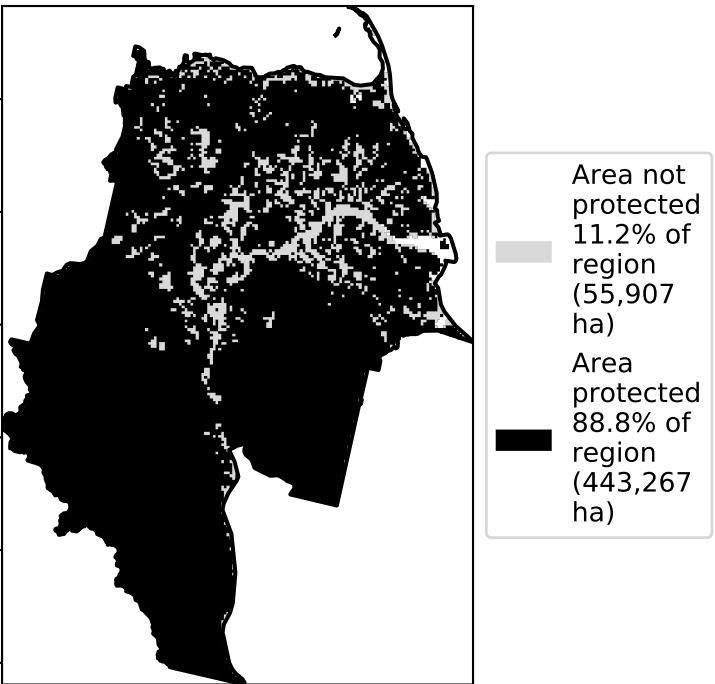 Area not
protected
11.2% of
region
(55,907
ha)
Area
protected
88.8% of
region
(443,267
ha)